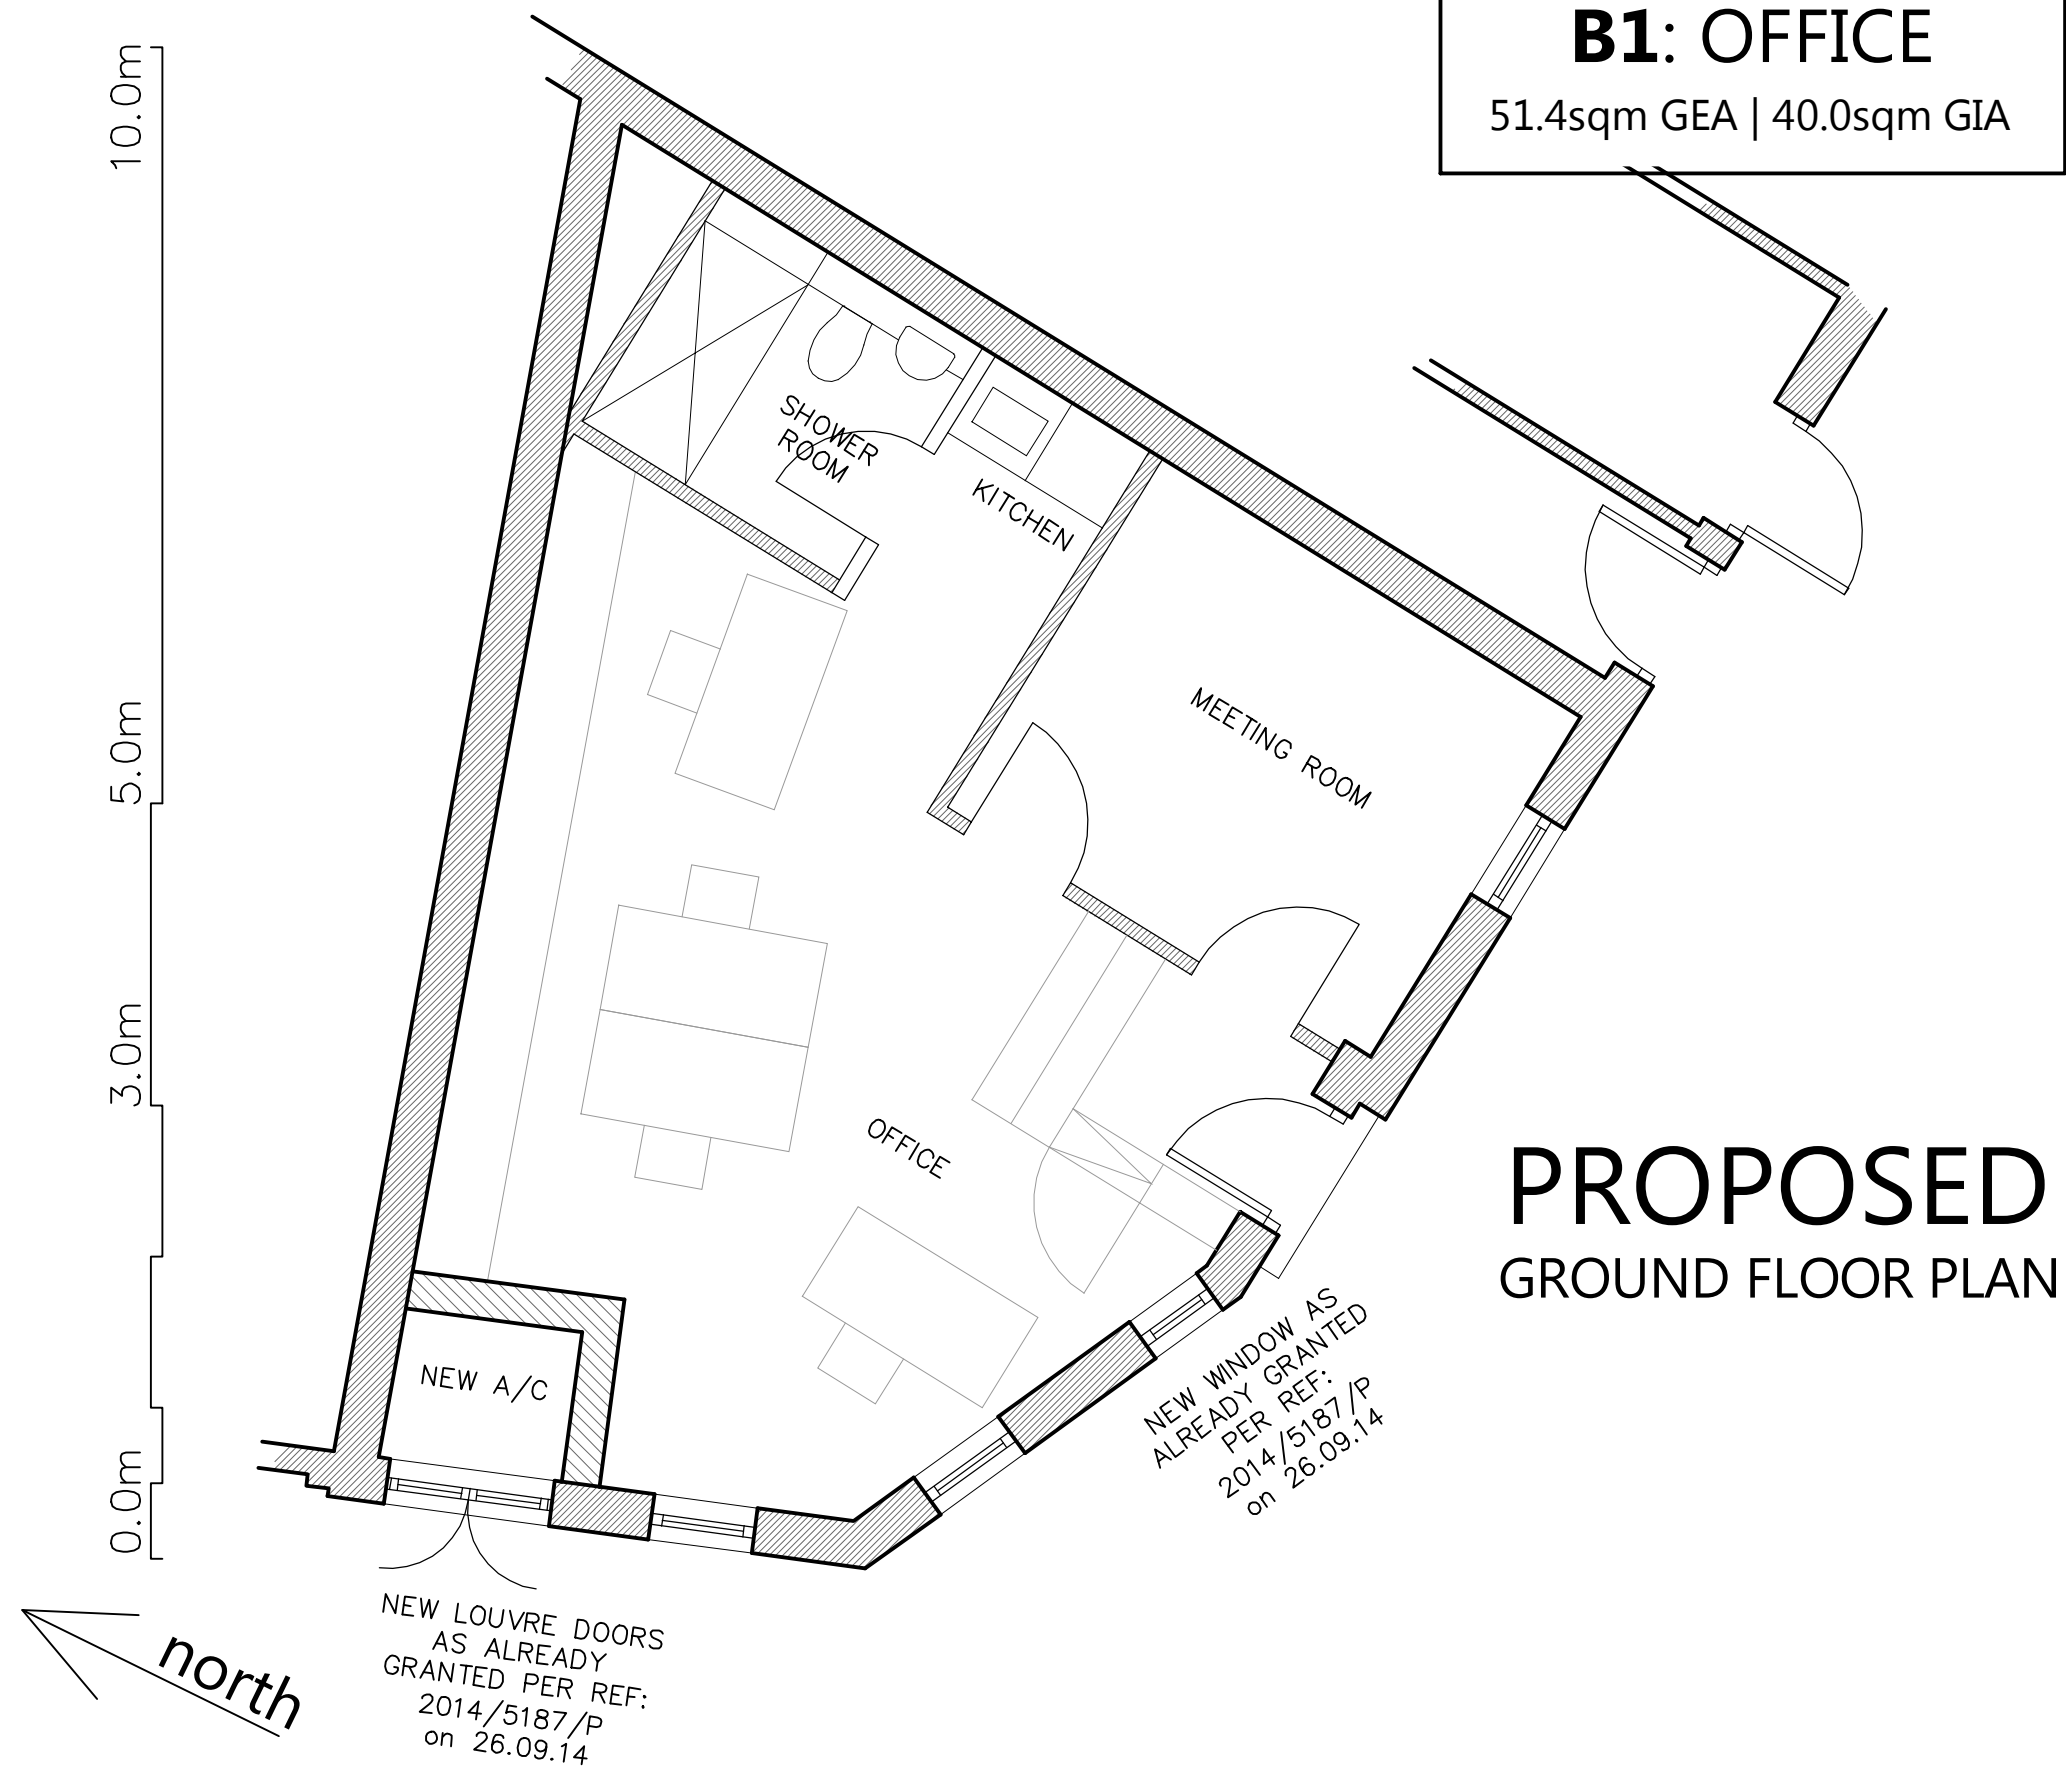 B1: OFFICE
51.4sqm GEA | 40.0sqm GIA
10.0m
5.0m
3.0m
0.0m
SHOWER
ROOM
KITCHEN
MEETING ROOM
OFFICE
NEW A/C
PROPOSED
GROUND FLOOR PLAN
NEW WINDOW AS
ALREADY GRANTED
PER REF:
2014/5187/P
on 26.09.14
NEW LOUVRE DOORS
AS ALREADY
GRANTED PER REF:
2014/5187/P
on 26.09.14
north